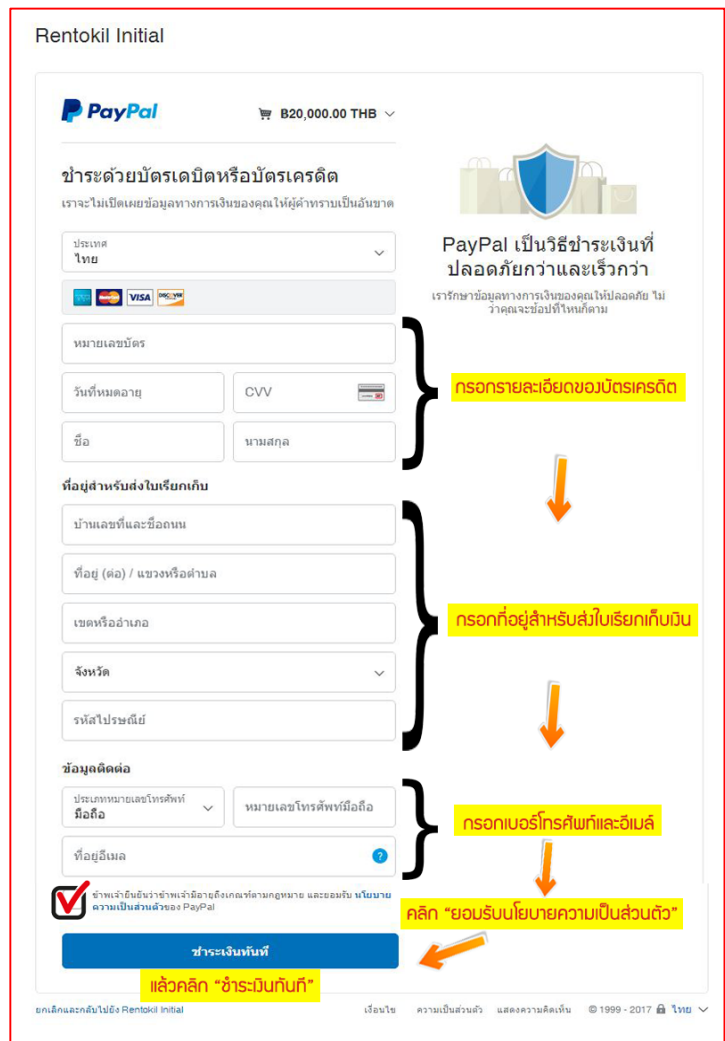 Rentokil Initial
PayPal
฿20,000.00 THB
ชำระด้วยบัตรเดบิตหรือบัตรเครดิต
เราจะไม่เปิดเผยข้อมูลทางการเงินของคุณให้ผู้ค้าทราบเป็นอันขาด
PayPal เป็นวิธีชำระเงินที่
ปลอดภัยกว่าและเร็วกว่า
เรารักษาข้อมูลทางการเงินของคุณให้ปลอดภัย ไม่
ว่าคุณจะช้อปที่ไหนก็ตาม
ประเทศ
ไทย
VISA DISCOVER
หมายเลขบัตร
วันที่หมดอายุ
CVV
ชื่อ
นามสกุล
กรอกรายละเอียดของบัตรเครดิต
ที่อยู่สำหรับส่งใบเรียกเก็บ
บ้านเลขที่และชื่อถนน
ที่อยู่ (ต่อ) / แขวงหรือตำบล
เขตหรืออำเภอ
จังหวัด
รหัสไปรษณีย์
กรอกที่อยู่สำหรับส่งใบเรียกเก็บเงิน
ข้อมูลติดต่อ
ประเภทหมายเลขโทรศัพท์
มือถือ
หมายเลขโทรศัพท์มือถือ
ที่อยู่อีเมล
?
กรอกเบอร์โทรศัพท์และอีเมล์
ข้าพเจ้ายืนยันว่าข้าพเจ้ามีอายุถึงเกณฑ์ตามกฎหมาย และยอมรับ นโยบาย
ความเป็นส่วนตัวของ PayPal
คลิก “ยอมรับนโยบายความเป็นส่วนตัว”
ชำระเงินทันที
แล้วคลิก “ชำระเงินทันที”
ยกเลิกและกลับไปยัง Rentokil Initial
เงื่อนไข
ความเป็นส่วนตัว
แสดงความคิดเห็น
© 1999 - 2017
ไทย